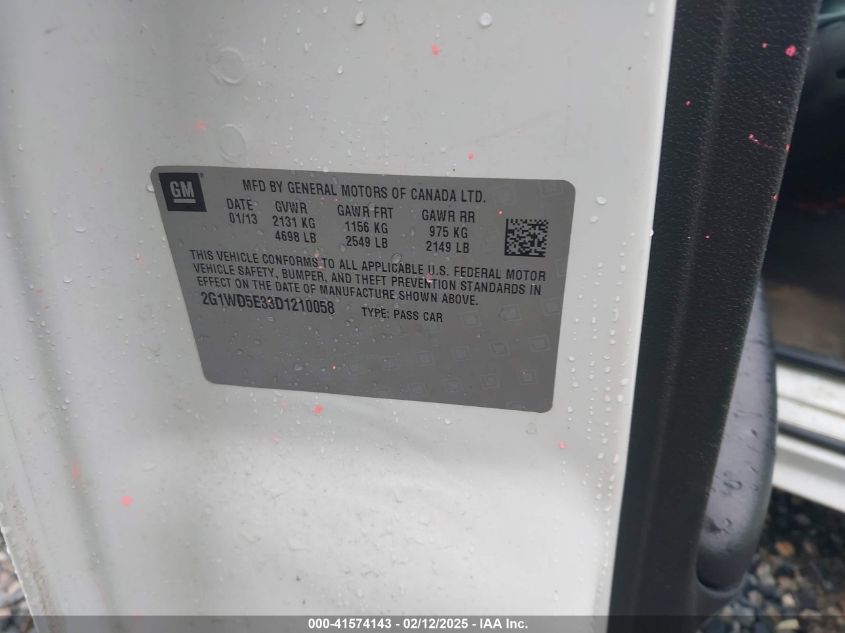 GM
MFD BY GENERAL MOTORS OF CANADA LTD.
DATE GVWR GAWR FRT GAWR RR
01/13 2131 KG 1156 KG 975 KG
4698 LB 2549 LB 2149 LB
THIS VEHICLE CONFORMS TO ALL APPLICABLE U.S. FEDERAL MOTOR
VEHICLE SAFETY, BUMPER, AND THEFT PREVENTION STANDARDS IN
EFFECT ON THE DATE OF MANUFACTURE SHOWN ABOVE.
2G1WD5E33D1210058 TYPE: PASS CAR
000-41574143 — 02/12/2025 — IAA Inc.